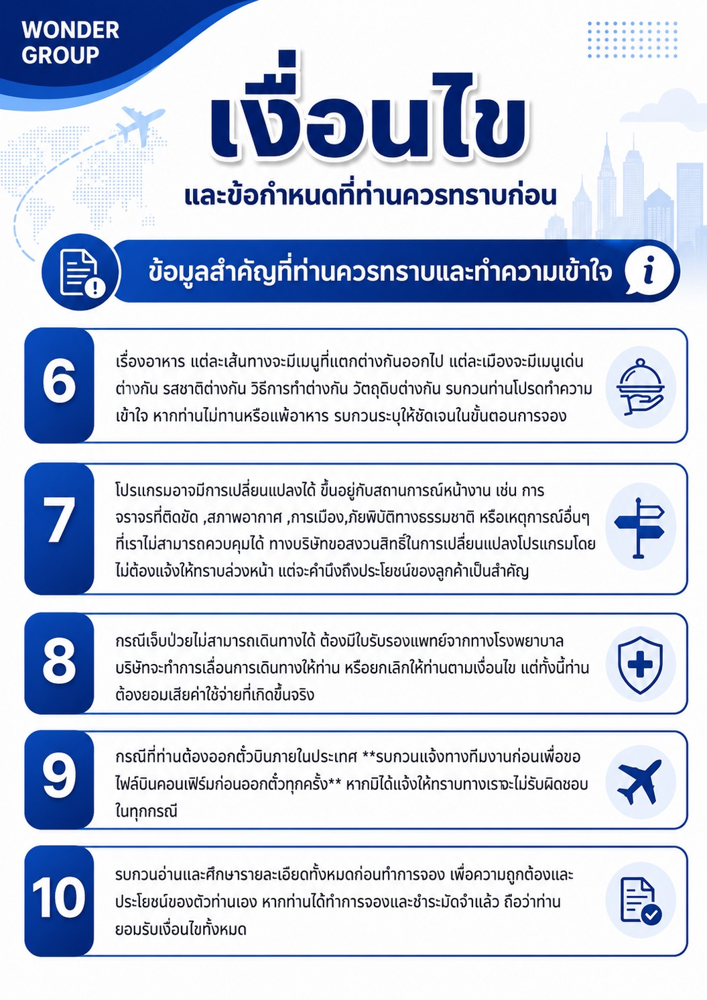 WONDER
GROUP
เงื่อนไข
และข้อกำหนดที่ท่านควรทราบก่อน
ข้อมูลสำคัญที่ท่านควรทราบและทำความเข้าใจ
6
เรื่องอาหาร แต่ละเส้นทางจะมีเมนูที่แตกต่างกันออกไป แต่ละเมืองจะมีเมนูเด่น
ต่างกัน รสชาติต่างกัน วิธีการทำต่างกัน วัตถุดิบต่างกัน รบกวนท่านโปรดทำความ
เข้าใจ หากท่านไม่ทานหรือแพ้อาหาร รบกวนระบุให้ชัดเจนในขั้นตอนการจอง
7
โปรแกรมอาจมีการเปลี่ยนแปลงได้ ขึ้นอยู่กับสถานการณ์หน้างาน เช่น การ
จราจรที่ติดขัด ,สภาพอากาศ ,การเมือง,ภัยพิบัติทางธรรมชาติ หรือเหตุการณ์อื่นๆ
ที่เราไม่สามารถควบคุมได้ ทางบริษัทขอสงวนสิทธิ์ในการเปลี่ยนแปลงโปรแกรมโดย
ไม่ต้องแจ้งให้ทราบล่วงหน้า แต่จะคำนึงถึงประโยชน์ของลูกค้าเป็นสำคัญ
8
กรณีเจ็บป่วยไม่สามารถเดินทางได้ ต้องมีใบรับรองแพทย์จากทางโรงพยาบาล
บริษัทจะทำการเลื่อนการเดินทางให้ท่าน หรือยกเลิกให้ท่านตามเงื่อนไข แต่ทั้งนี้ท่าน
ต้องยอมเสียค่าใช้จ่ายที่เกิดขึ้นจริง
9
กรณีที่ท่านต้องออกตั๋วบินภายในประเทศ **รบกวนแจ้งทางทีมงานก่อนเพื่อขอ
ไฟล์บินคอนเฟิร์มก่อนออกตั๋วทุกครั้ง** หากมิได้แจ้งให้ทราบทางเราจะไม่รับผิดชอบ
ในทุกกรณี
10
รบกวนอ่านและศึกษารายละเอียดทั้งหมดก่อนทำการจอง เพื่อความถูกต้องและ
ประโยชน์ของตัวท่านเอง หากท่านได้ทำการจองและชำระมัดจำแล้ว ถือว่าท่าน
ยอมรับเงื่อนไขทั้งหมด